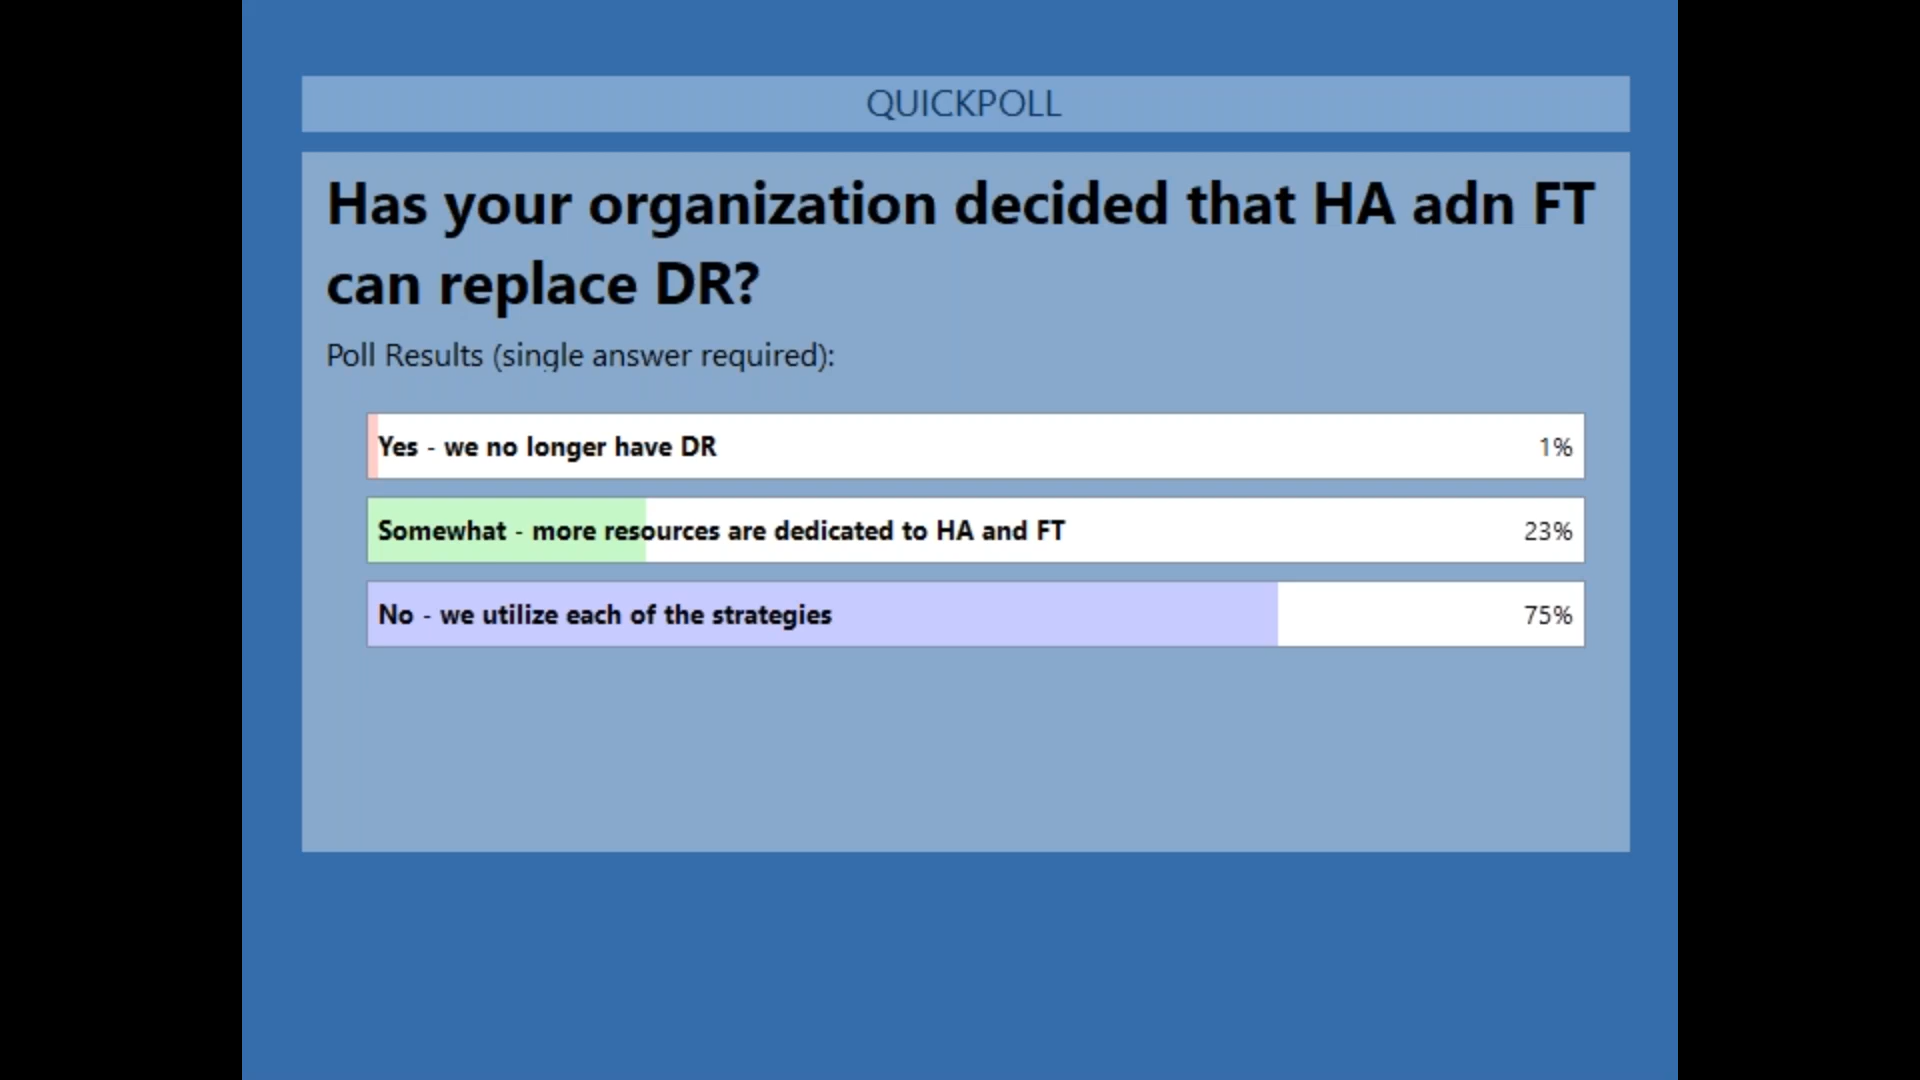 QUICKPOLL
Has your organization decided that HA adn FT
can replace DR?
Poll Results (single answer required):
Yes - we no longer have DR 1%
Somewhat - more resources are dedicated to HA and FT 23%
No - we utilize each of the strategies 75%